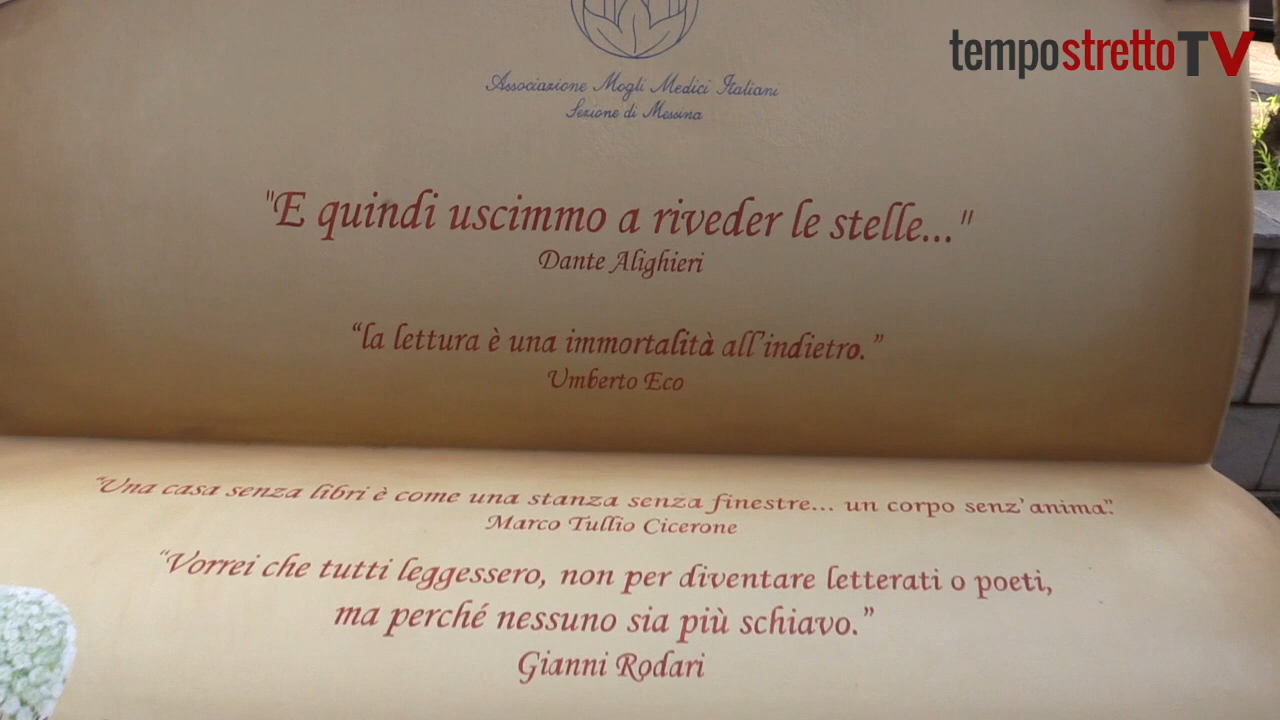 tempostrettoTV
Associazione Mogli Medici Italiani
Sezione di Messina
"E quindi uscimmo a riveder le stelle..."
Dante Alighieri
“la lettura è una immortalità all’indietro.”
Umberto Eco
“Una casa senza libri è come una stanza senza finestre... un corpo senz’anima”.
Marco Tullio Cicerone
“Vorrei che tutti leggessero, non per diventare letterati o poeti,
ma perché nessuno sia più schiavo.”
Gianni Rodari